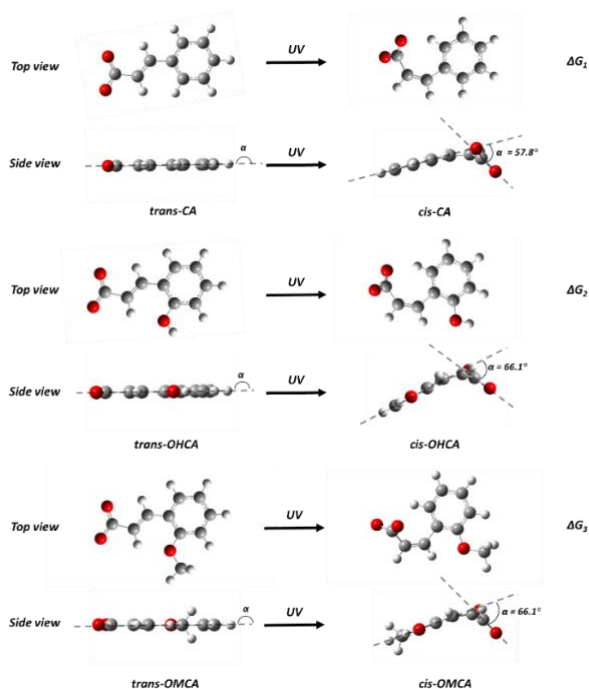 Top view UV ΔG₁
Side view α UV α = 57.8°
trans-CA cis-CA
Top view UV ΔG₂
Side view α UV α = 66.1°
trans-OHCA cis-OHCA
Top view UV ΔG₃
Side view α UV α = 66.1°
trans-OMCA cis-OMCA